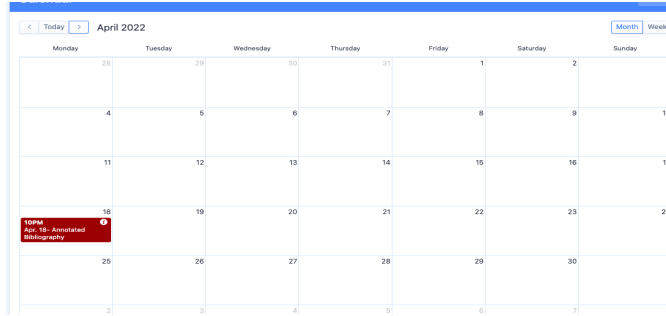 < Today > April 2022 Month Week
Monday Tuesday Wednesday Thursday Friday Saturday Sunday
28 29 30 31 1 2
4 5 6 7 8 9
11 12 13 14 15 16
18 19 20 21 22 23
10PM
Apr. 18- Annotated
Bibliography
25 26 27 28 29 30
2 3 4 5 6 7